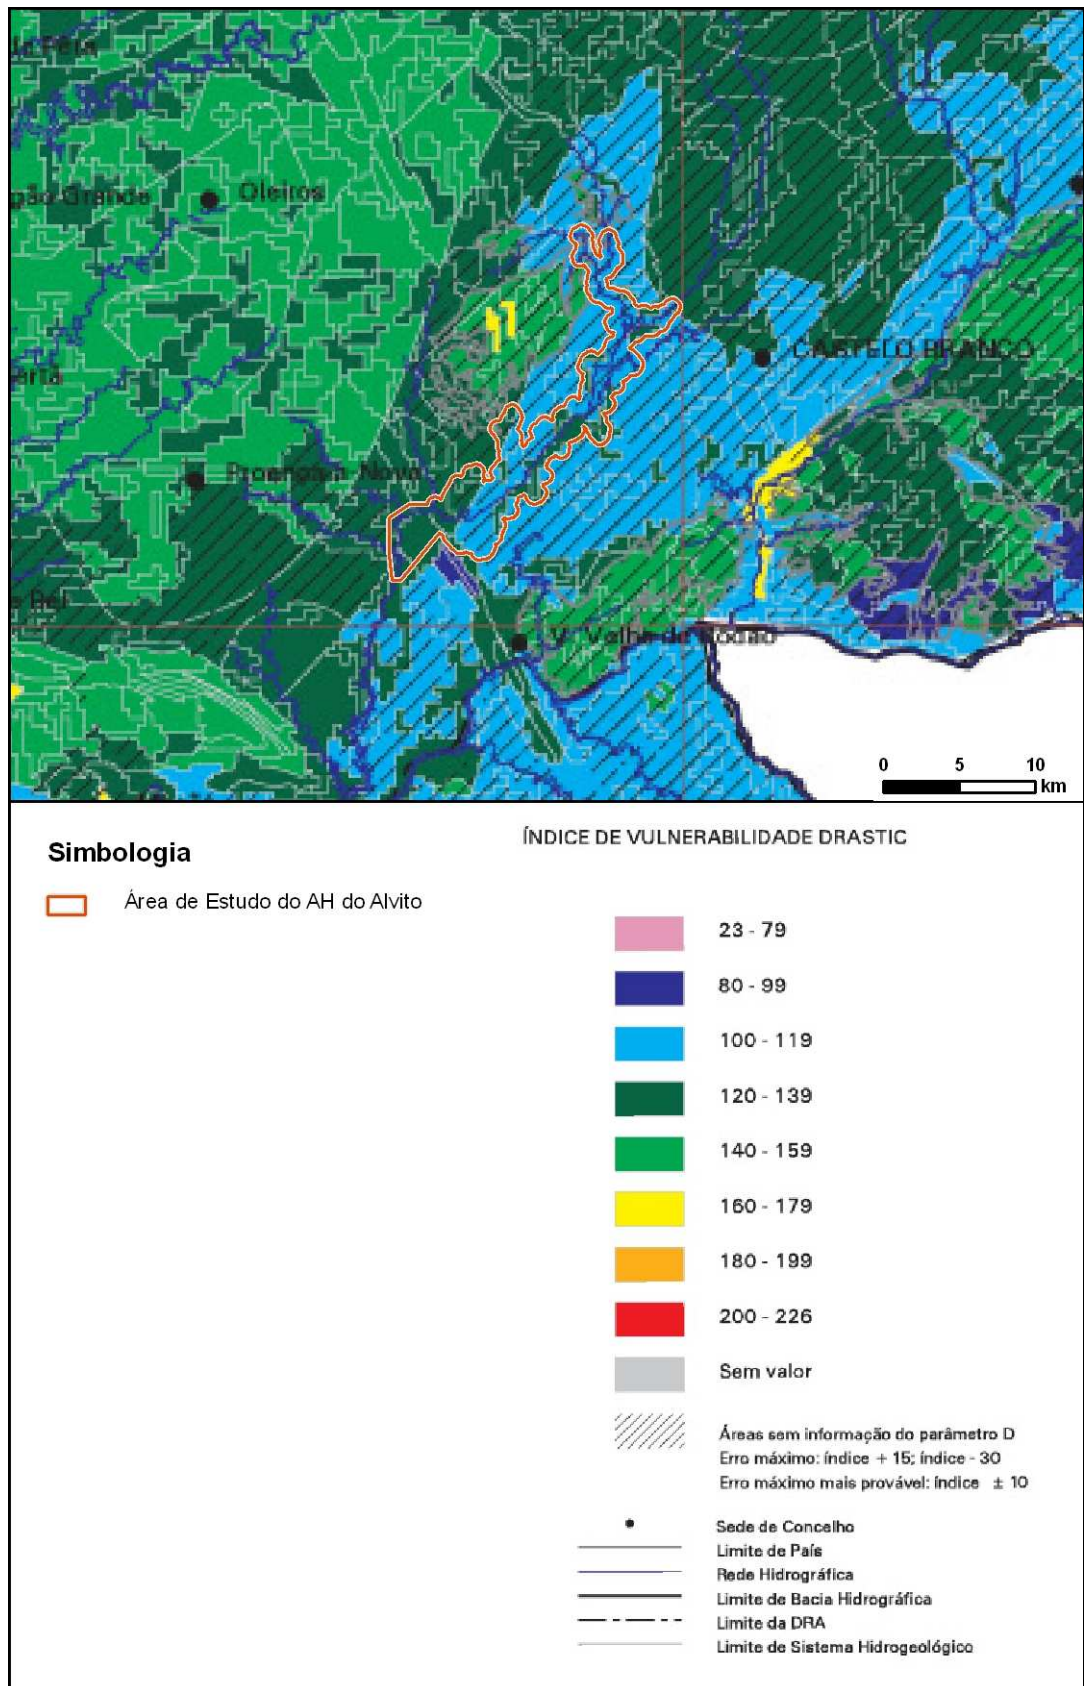 Oleiros
CASTELO BRANCO
Proença-a-Nova
V. Velha de Rodão
0 5 10
km
Simbologia
Área de Estudo do AH do Alvito
ÍNDICE DE VULNERABILIDADE DRASTIC
23 - 79
80 - 99
100 - 119
120 - 139
140 - 159
160 - 179
180 - 199
200 - 226
Sem valor
Áreas sem informação do parâmetro D
Erro máximo: índice + 15; índice - 30
Erro máximo mais provável: índice ± 10
Sede de Concelho
Limite de País
Rede Hidrográfica
Limite de Bacia Hidrográfica
Limite da DRA
Limite de Sistema Hidrogeológico